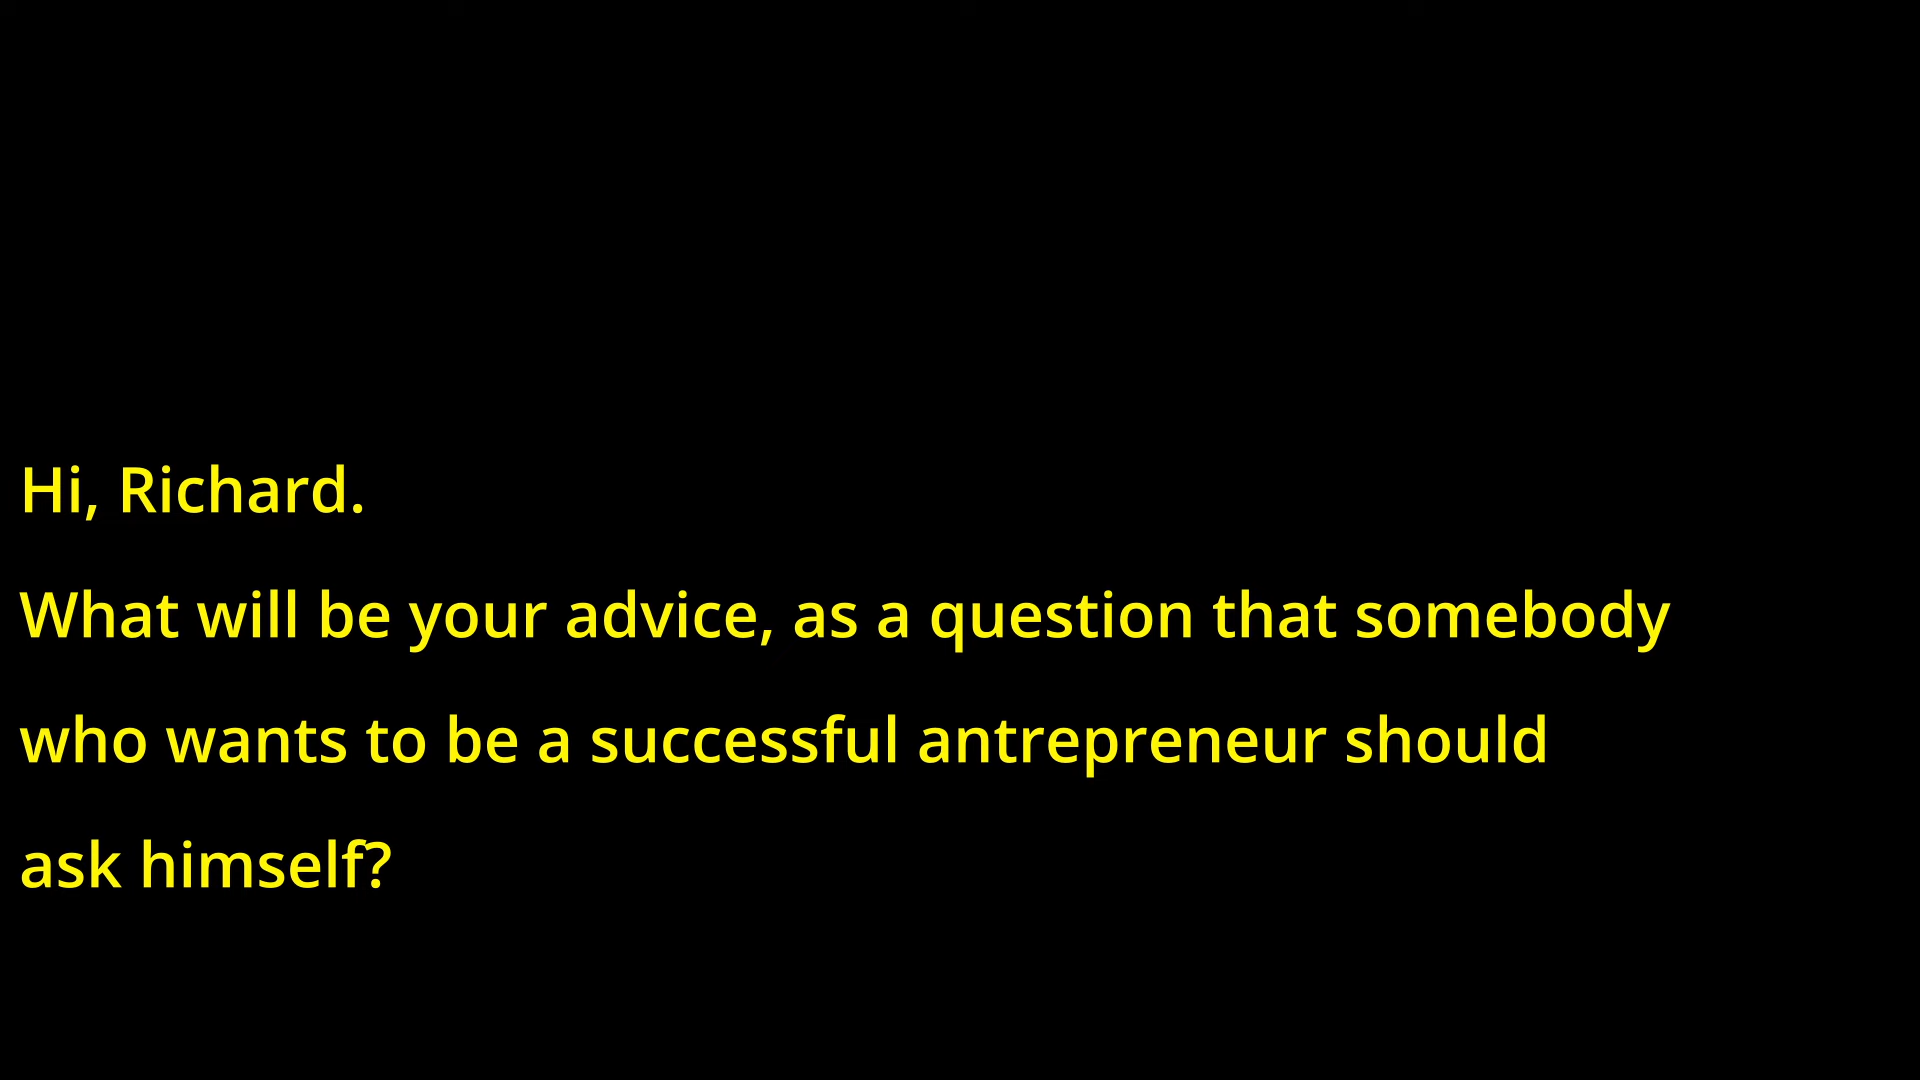 Hi, Richard.
What will be your advice, as a question that somebody
who wants to be a successful antrepreneur should
ask himself?